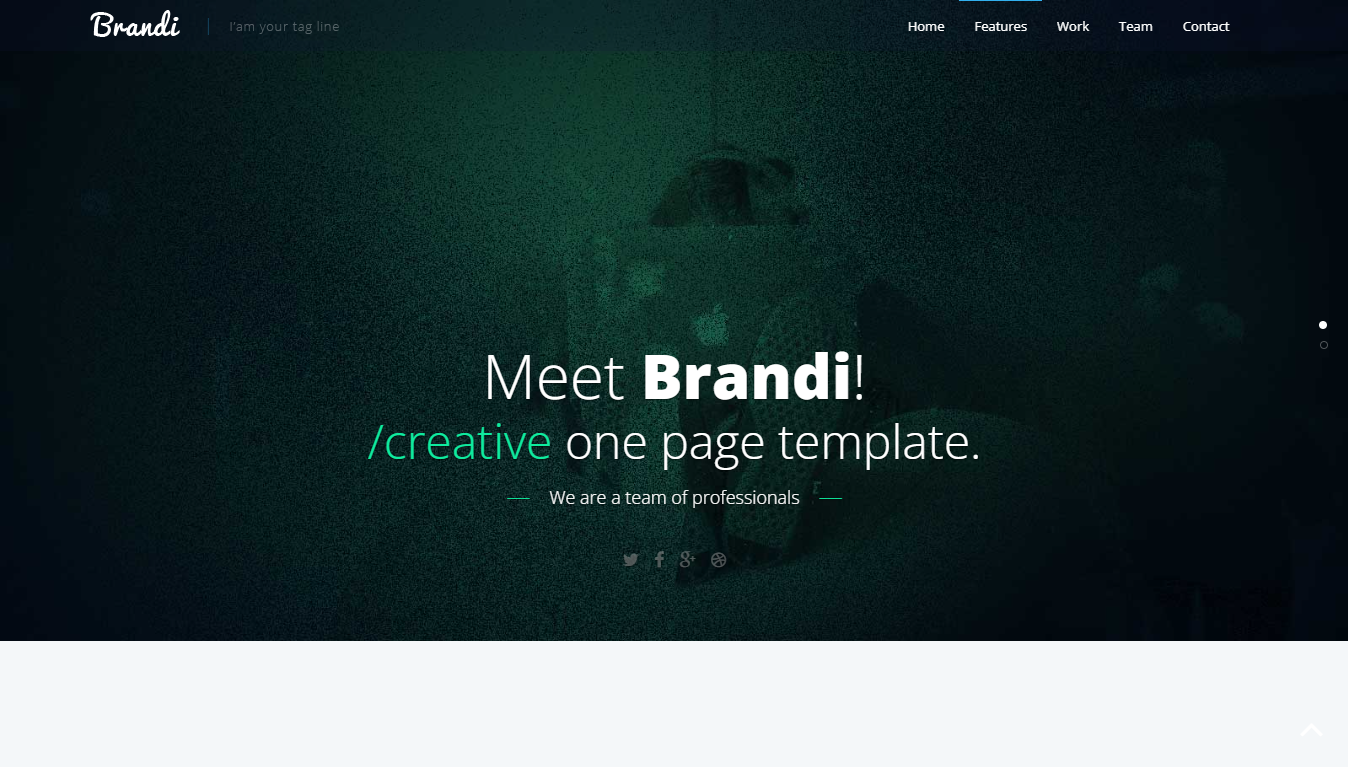 Brandi
I'am your tag line
Home Features Work Team Contact
Meet Brandi!
/creative one page template.
We are a team of professionals